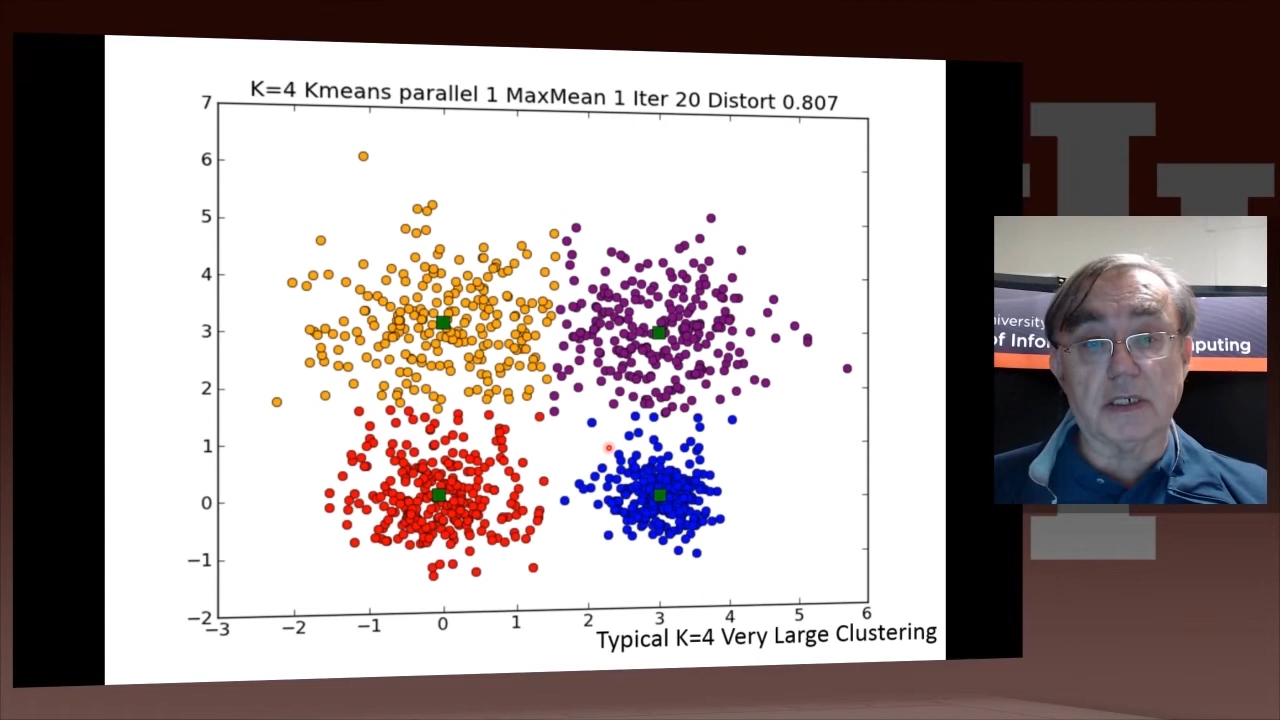 K=4 Kmeans parallel 1 MaxMean 1 Iter 20 Distort 0.807
7
6
5
4
3
2
1
0
−1
−2
−3 −2 −1 0 1 2 3 4 5 6
Typical K=4 Very Large Clustering
iversity
of Info
puting